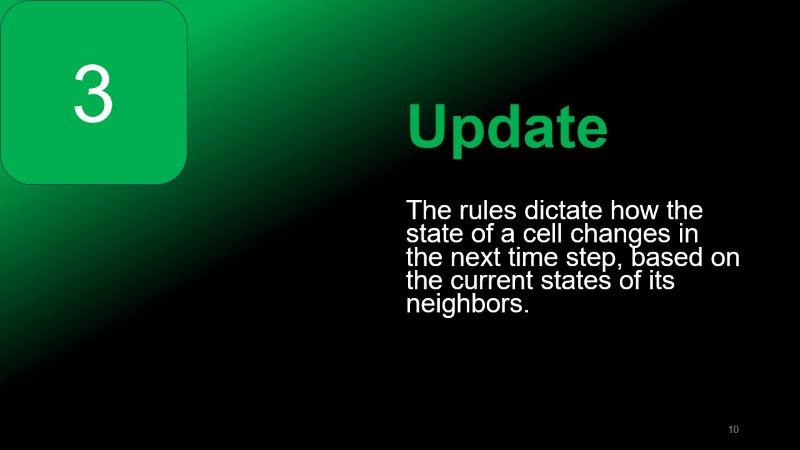 3
Update
The rules dictate how the
state of a cell changes in
the next time step, based on
the current states of its
neighbors.
10